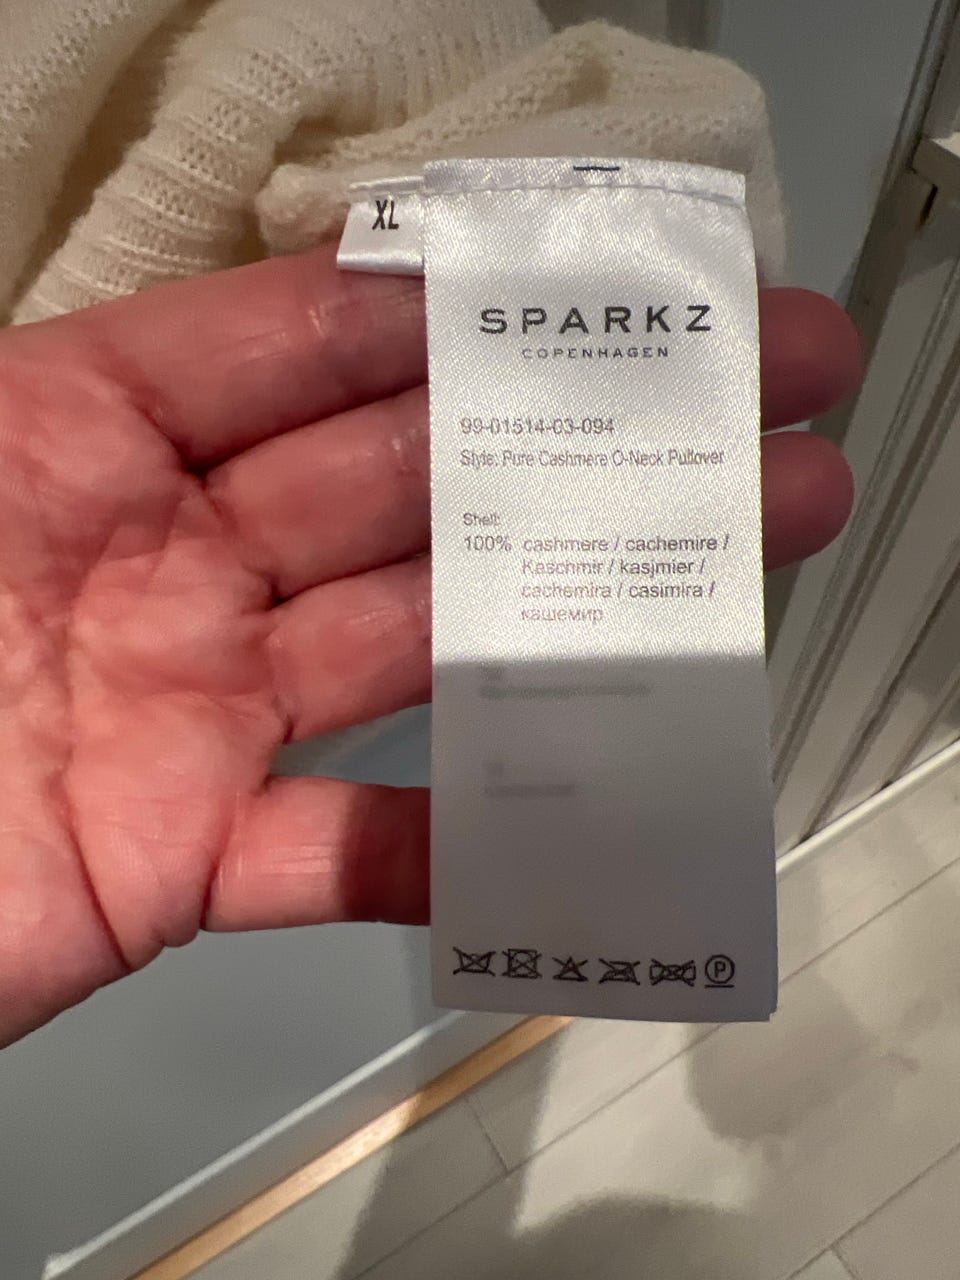 XL
SPARKZ
COPENHAGEN
99-01514-03-094
Style: Pure Cashmere O-Neck Pullover
Shell:
100% cashmere / cachemire /
Kaschmir / kasjmier /
cachemira / casimira /
кашемир
P